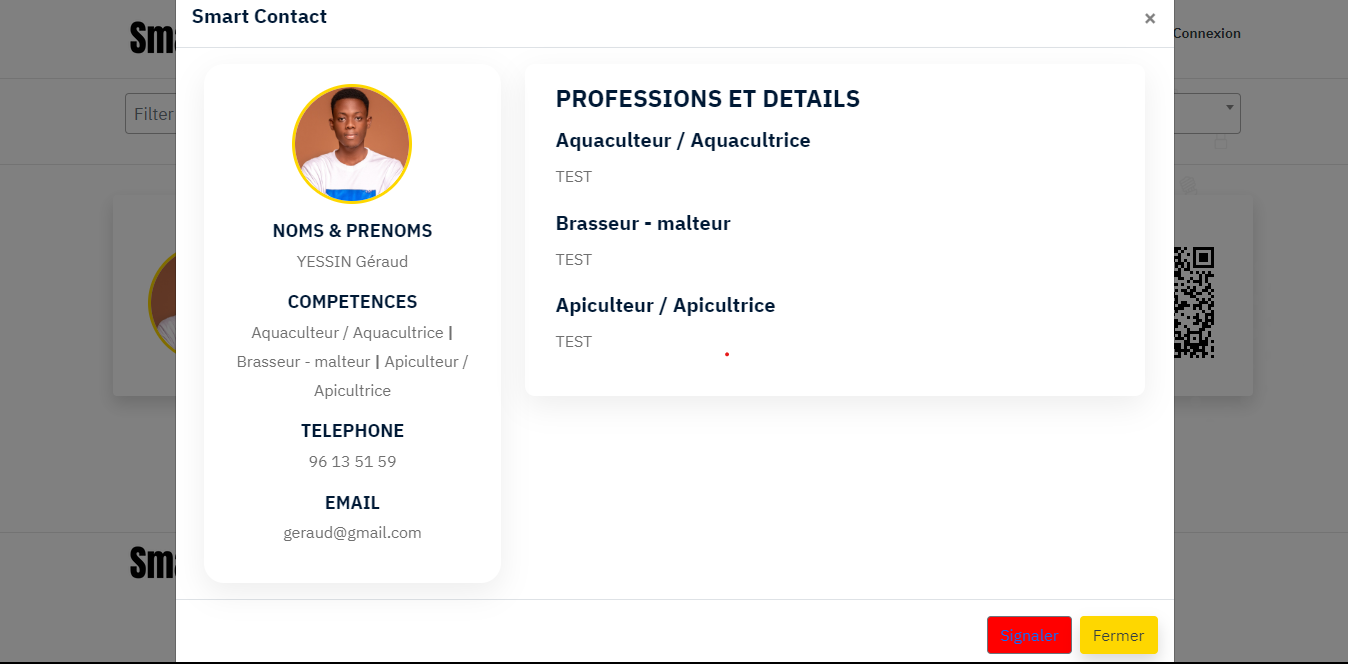 Smart Contact
×
Connexion
Filter
PROFESSIONS ET DETAILS
Aquaculteur / Aquacultrice
TEST
Brasseur - malteur
TEST
Apiculteur / Apicultrice
TEST
NOMS & PRENOMS
YESSIN Géraud
COMPETENCES
Aquaculteur / Aquacultrice |
Brasseur - malteur | Apiculteur /
Apicultrice
TELEPHONE
96 13 51 59
EMAIL
geraud@gmail.com
Signaler
Fermer